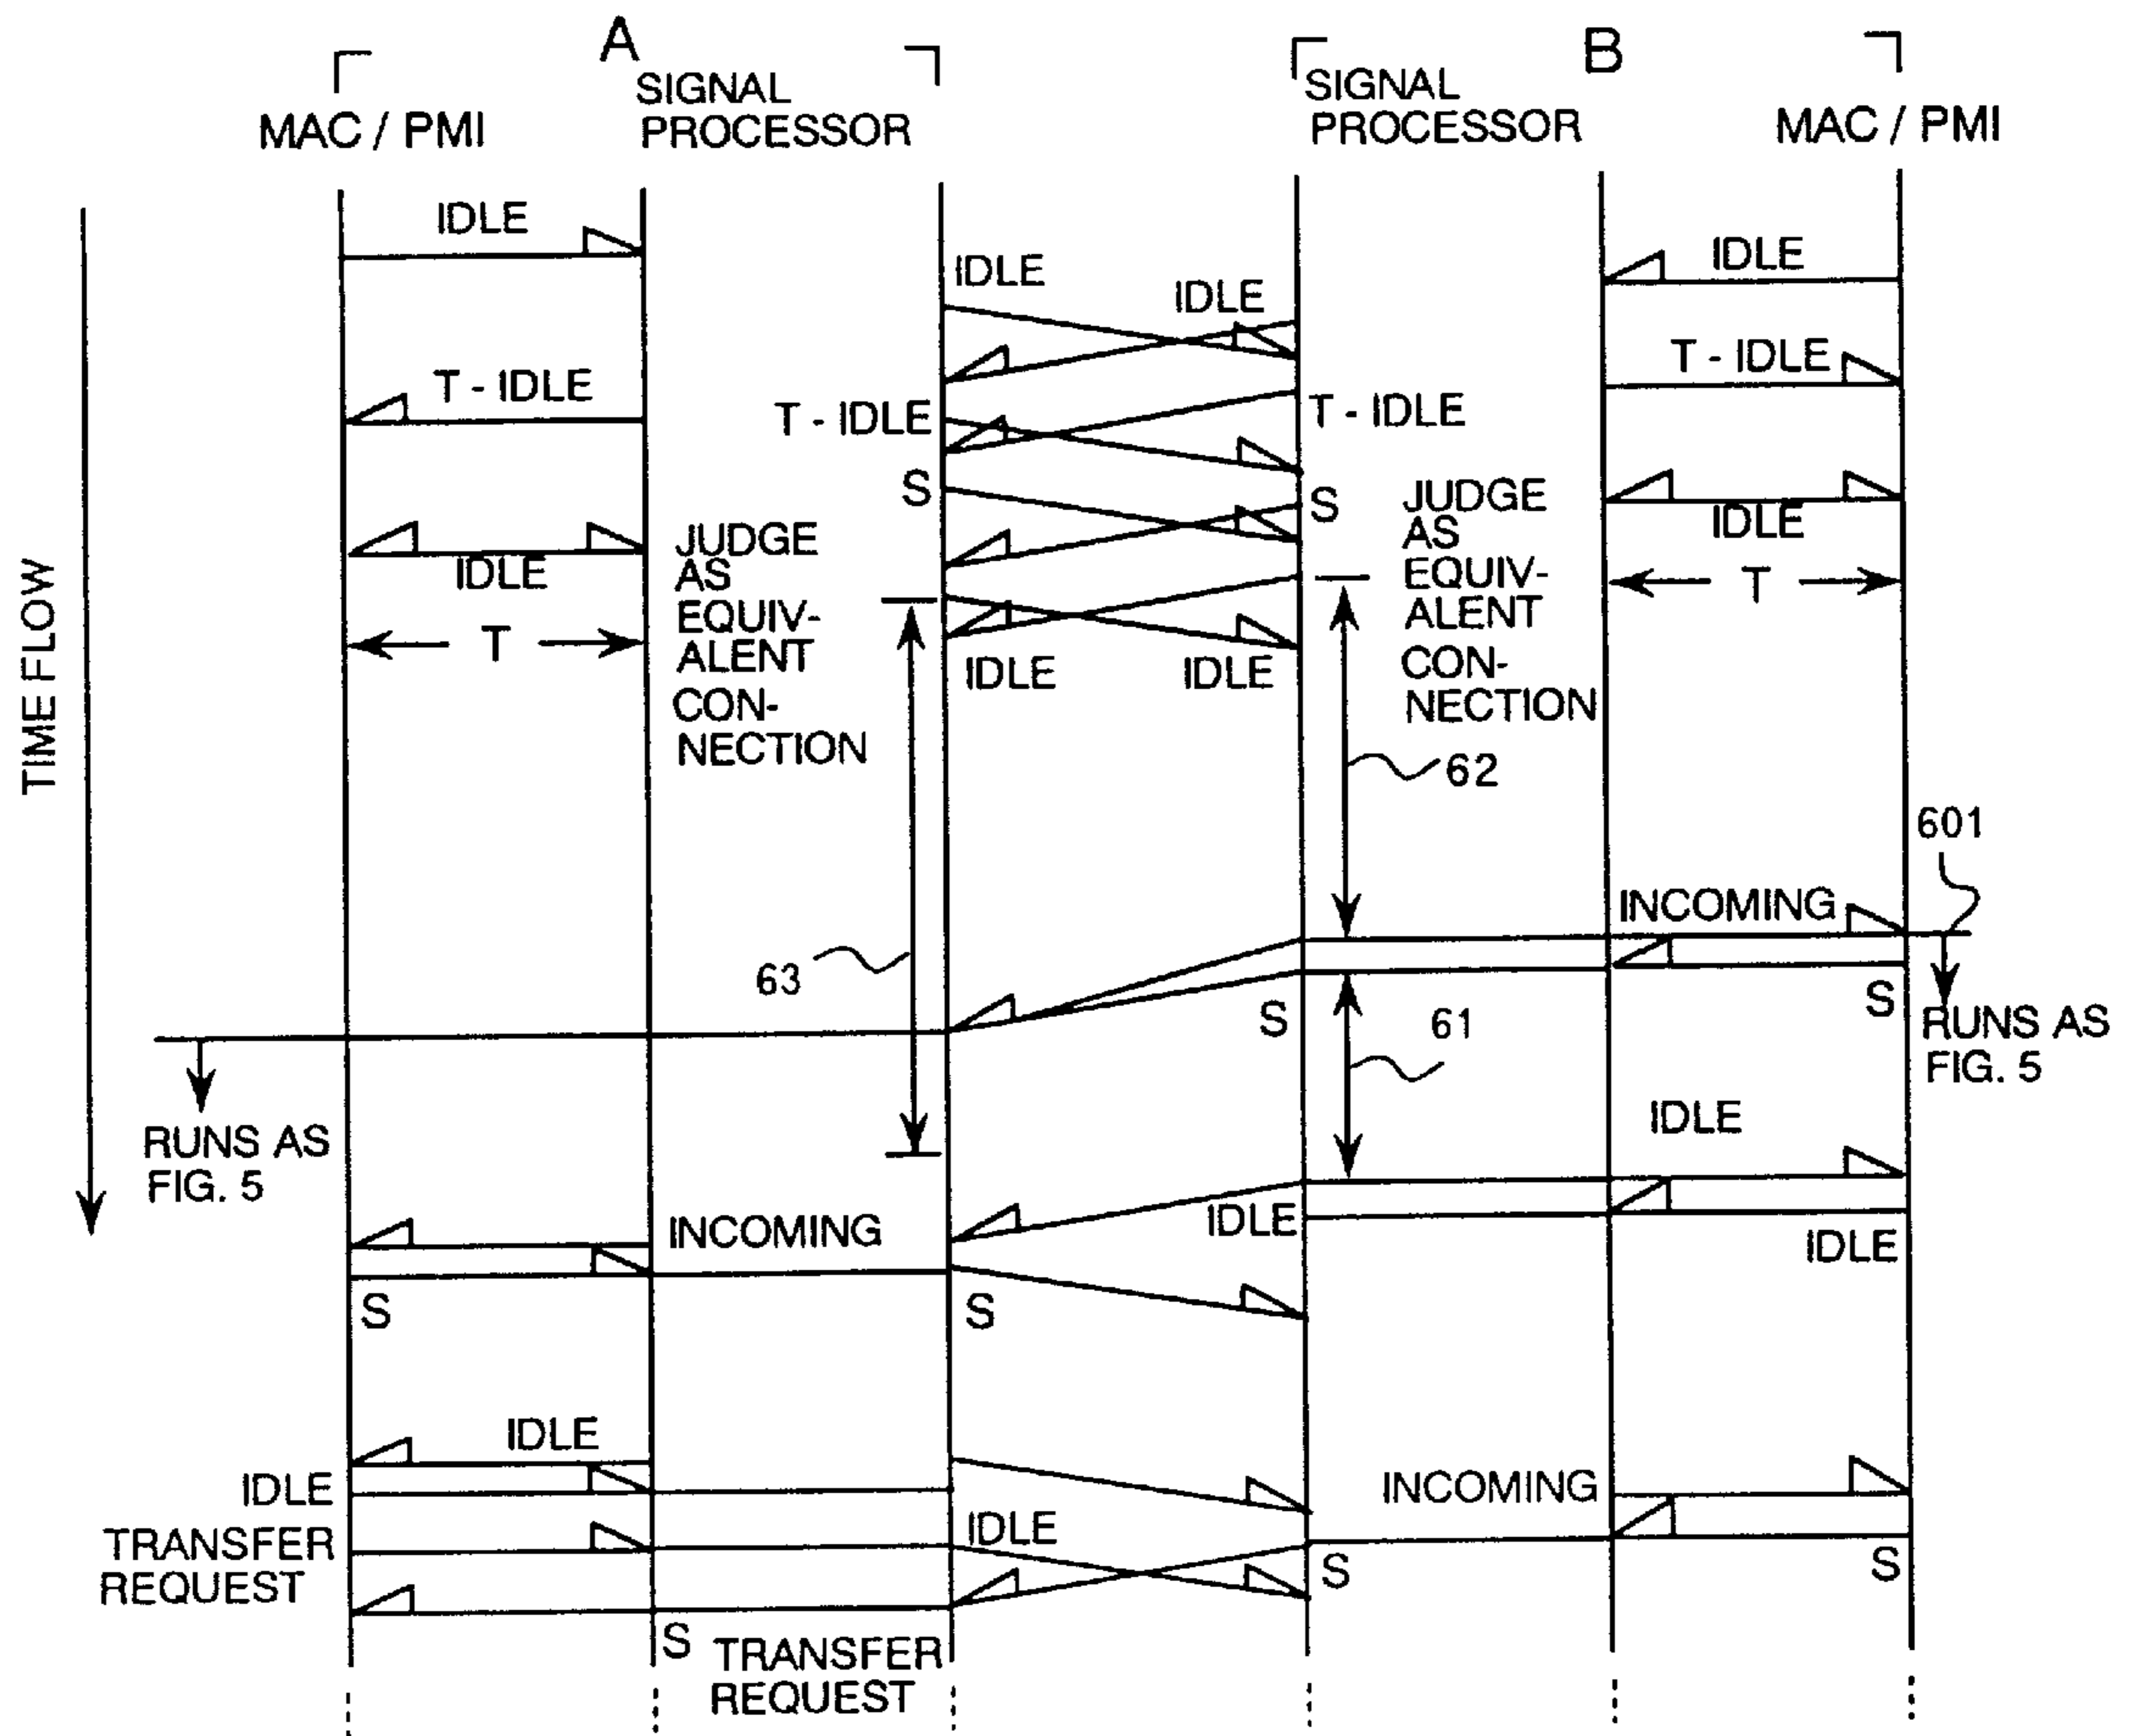 A
B
SIGNAL
PROCESSOR
SIGNAL
PROCESSOR
MAC / PMI
MAC / PMI
IDLE
IDLE
IDLE
IDLE
T - IDLE
T - IDLE
T - IDLE
T - IDLE
S
S
JUDGE
AS
EQUIV-
ALENT
CON-
NECTION
JUDGE
AS
EQUIV-
ALENT
CON-
NECTION
IDLE
IDLE
T
T
TIME FLOW
IDLE
IDLE
62
601
INCOMING
63
S
S
61
RUNS AS
FIG. 5
RUNS AS
FIG. 5
IDLE
INCOMING
IDLE
IDLE
S
S
IDLE
IDLE
INCOMING
TRANSFER
REQUEST
IDLE
S
S
S
TRANSFER
REQUEST